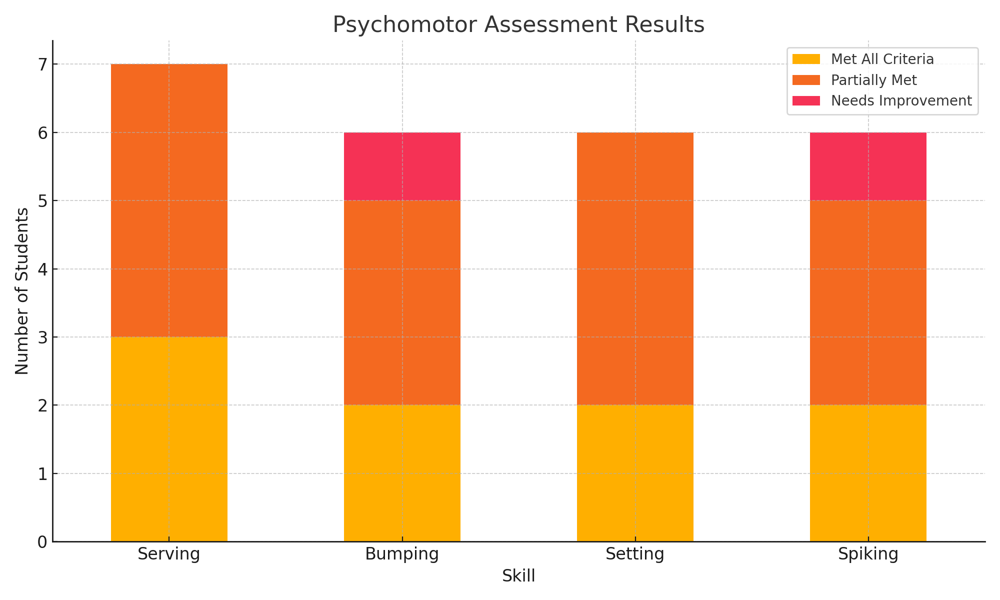 Psychomotor Assessment Results
Met All Criteria
Partially Met
Needs Improvement
Number of Students
7
6
5
4
3
2
1
0
Serving Bumping Setting Spiking
Skill